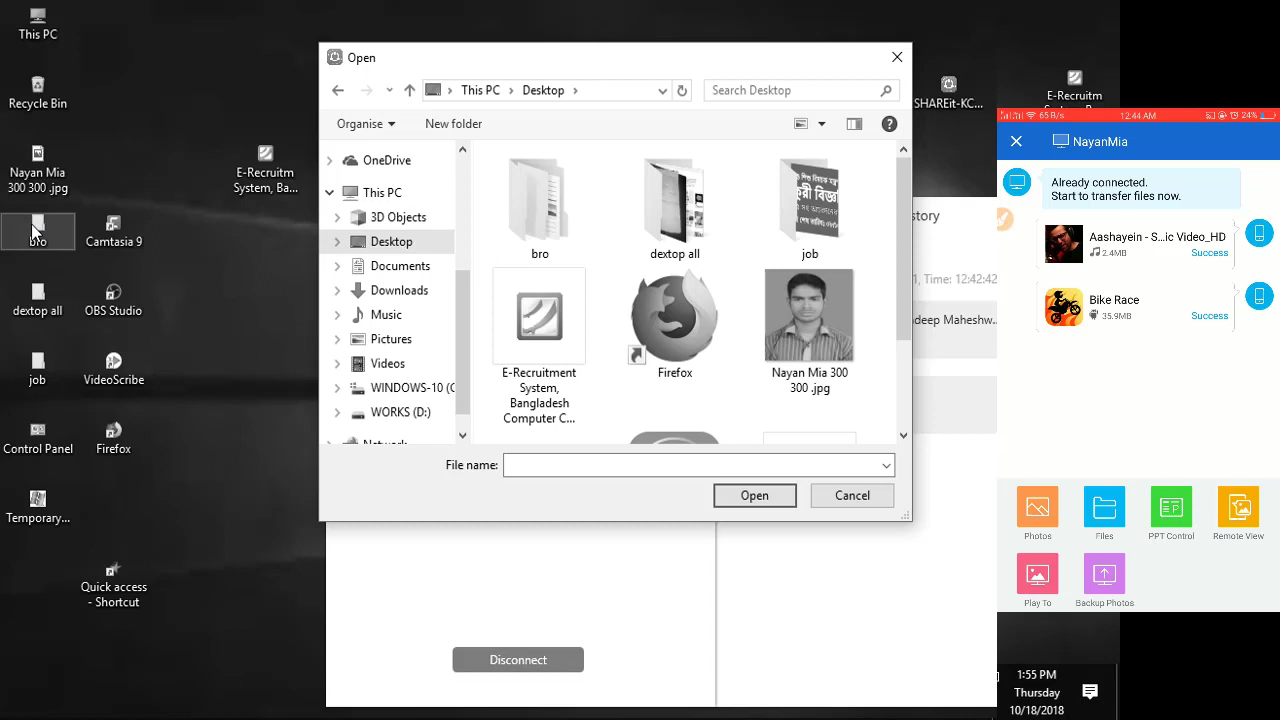 This PC
Recycle Bin
Nayan Mia
300 300 .jpg
bro
dextop all
job
Control Panel
Temporary...
Camtasia 9
OBS Studio
VideoScribe
Firefox
Quick access
- Shortcut
E-Recruitm
System, Ba...
Open
This PC
Desktop
Search Desktop
Organise
New folder
OneDrive
This PC
3D Objects
Desktop
Documents
Downloads
Music
Pictures
Videos
WINDOWS-10 (C
WORKS (D:)
Network
bro
dextop all
job
E-Recruitment
System,
Bangladesh
Computer C...
Firefox
Nayan Mia 300
300 .jpg
File name:
Open
Cancel
Disconnect
SHAREit-KC...
E-Recruitm
story
1, Time: 12:42:42
deep Maheshw..
65 B/s
12:44 AM
24%
NayanMia
Already connected.
Start to transfer files now.
Aashayein - S...ic Video_HD
2.4MB
Success
Bike Race
35.9MB
Success
Photos
Files
PPT Control
Remote View
Play To
Backup Photos
1:55 PM
Thursday
10/18/2018